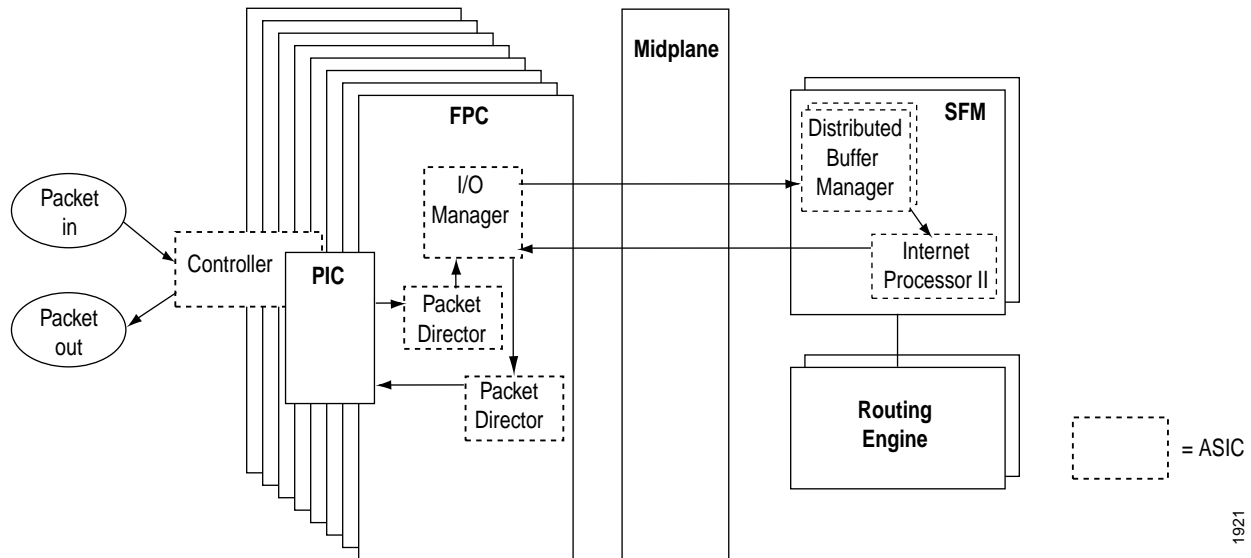 Midplane
FPC
SFM
Distributed
Buffer
Manager
I/O
Manager
Packet
in
Internet
Processor II
Controller
PIC
Packet
Director
Packet
out
Packet
Director
Routing
Engine
= ASIC
1921